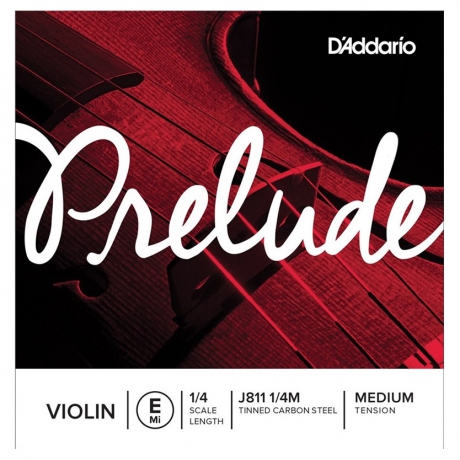 D'Addario
Prelude
VIOLIN
E
Mi
1/4
SCALE
LENGTH
J811 1/4M
TINNED CARBON STEEL
MEDIUM
TENSION